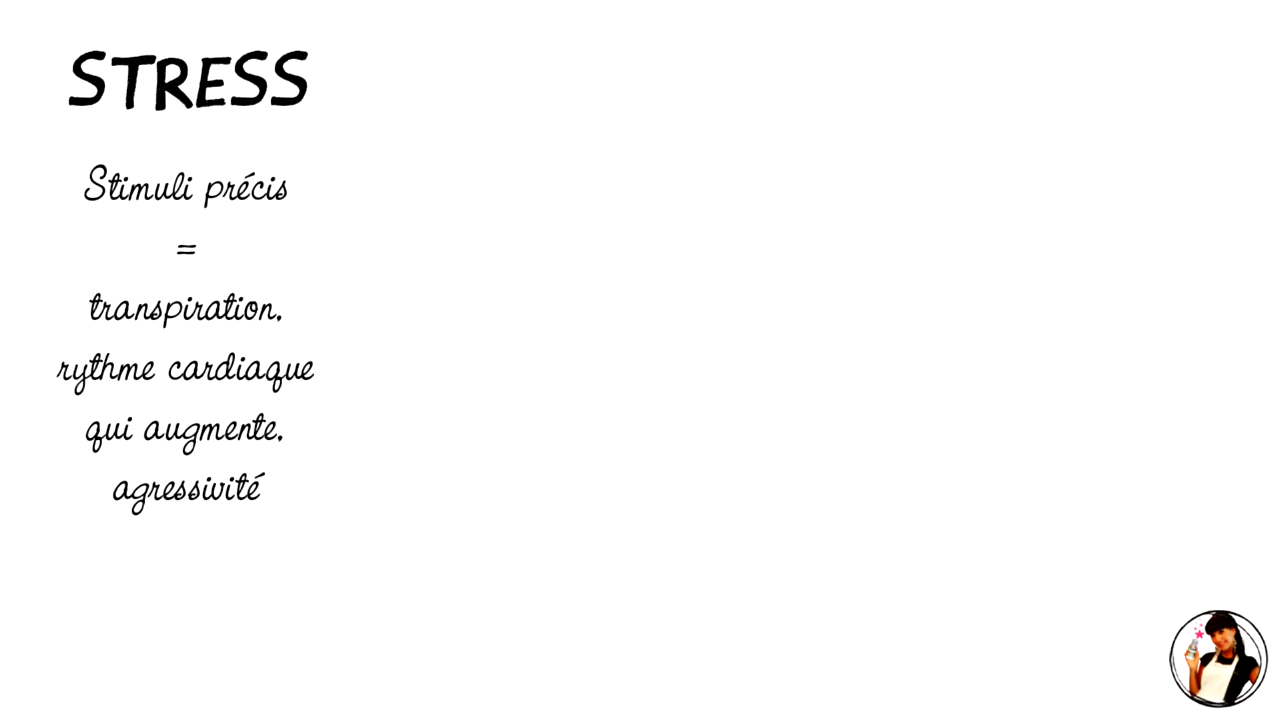 STRESS
Stimuli précis
=
transpiration,
rythme cardiaque
qui augmente,
agressivité